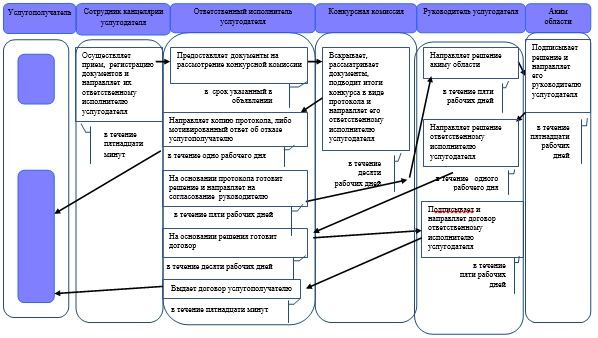 Услугополучатель
Сотрудник канцелярии
услугодателя
Ответственный исполнитель
услугодателя
Конкурсная комиссия
Руководитель услугодателя
Аким
области
Осуществляет
прием, регистрацию
документов и
направляет их
ответственному
исполнителю
услугодателя
в течение
пятнадцати
минут
Предоставляет документы на
рассмотрение конкурсной комиссии
в срок указанный в
объявлении
Направляет копию протокола, либо
мотивированный ответ об отказе
услугополучателю
в течение одно рабочего дня
На основании протокола готовит
решение и направляет на
согласование руководителю
в течение пяти рабочих дней
На основании решения готовит
договор
в течение десяти рабочих дней
Выдает договор услугополучателю
в течение пятнадцати минут
Вскрывает,
рассматривает
документы,
подводит итоги
конкурса в виде
протокола и
направляет его
ответственному
исполнителю
услугодателя
в течение
десяти
рабочих дней
Направляет решение
акиму области
в течение пяти
рабочих дней
Направляет решение
ответственному
исполнителю
услугодателя
в течение одного
рабочего дня
Подписывает и
направляет договор
ответственному
исполнителю
услугодателя
в течение
пяти рабочих
дней
Подписывает
решение и
направляет
его
руководителю
услугодателя
в течение
пятнадцати
рабочих
дней